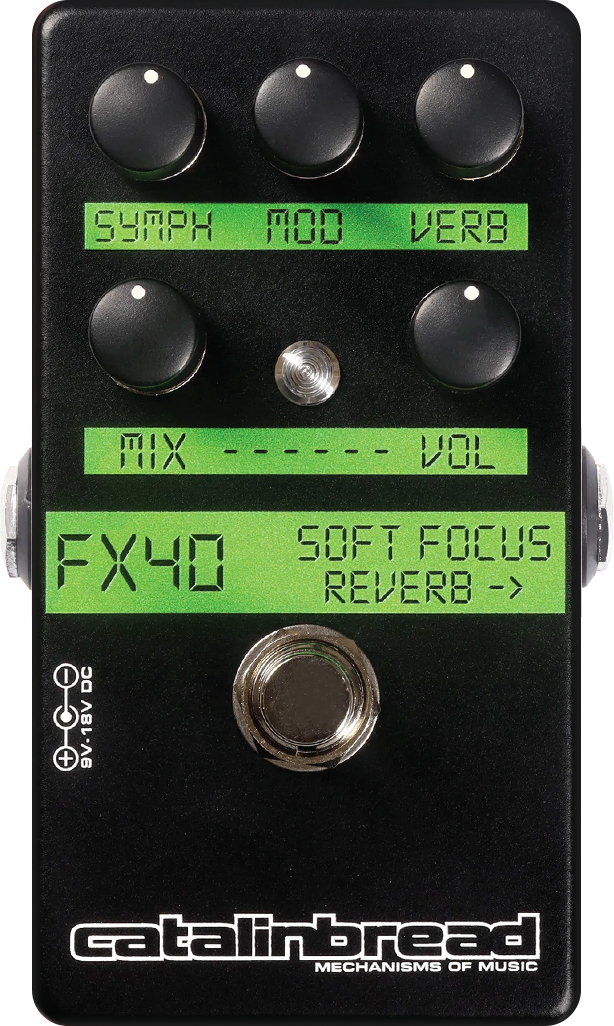 SYMPH MOD VERB
MIX ------ VOL
FX40
SOFT FOCUS
REVERB ->
9V-18V DC
catalinbread
MECHANISMS OF MUSIC